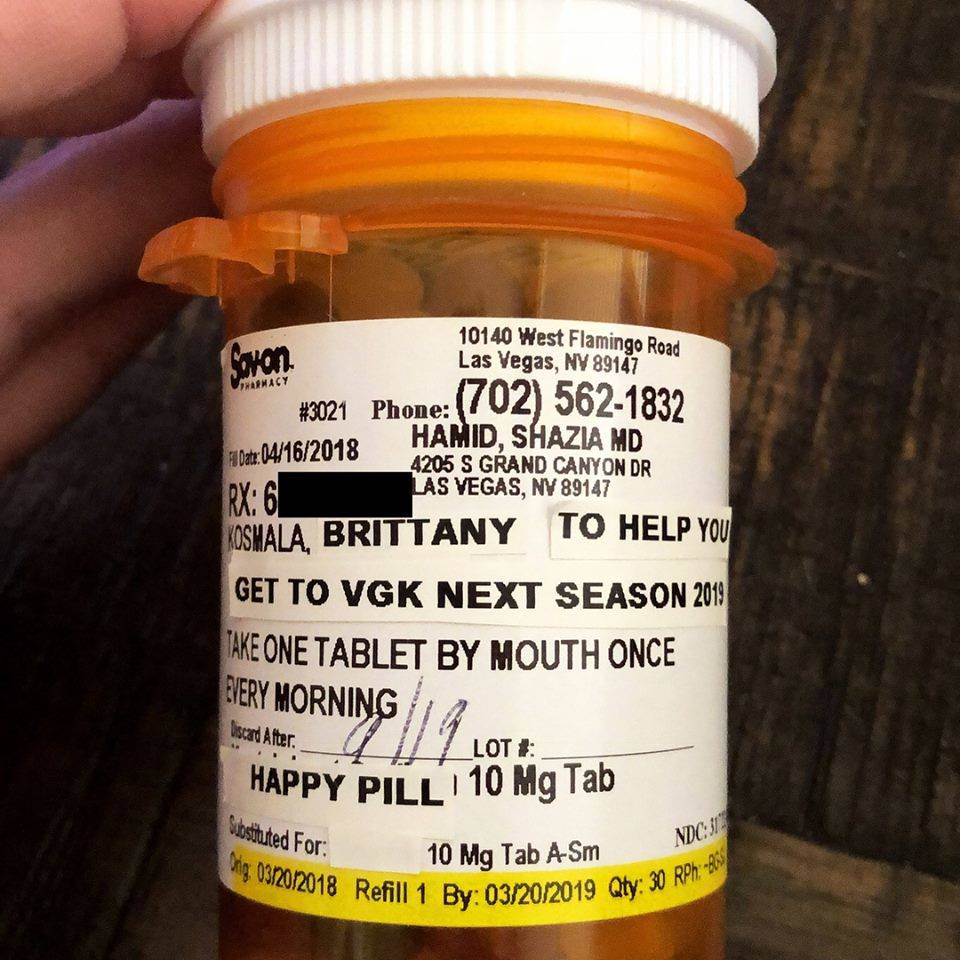 Sav-on.
PHARMACY
10140 West Flamingo Road
Las Vegas, NV 89147
#3021 Phone: (702) 562-1832
Fill Date: 04/16/2018
HAMID, SHAZIA MD
4205 S GRAND CANYON DR
LAS VEGAS, NV 89147
RX: 6
KOSMALA, BRITTANY TO HELP YOU
GET TO VGK NEXT SEASON 2019
TAKE ONE TABLET BY MOUTH ONCE
EVERY MORNING
Discard After: 9/19 LOT #:
HAPPY PILL 10 Mg Tab
Substituted For:
10 Mg Tab A-Sm
NDC:
Orig: 03/20/2018 Refill 1 By: 03/20/2019 Qty: 30 RPh: